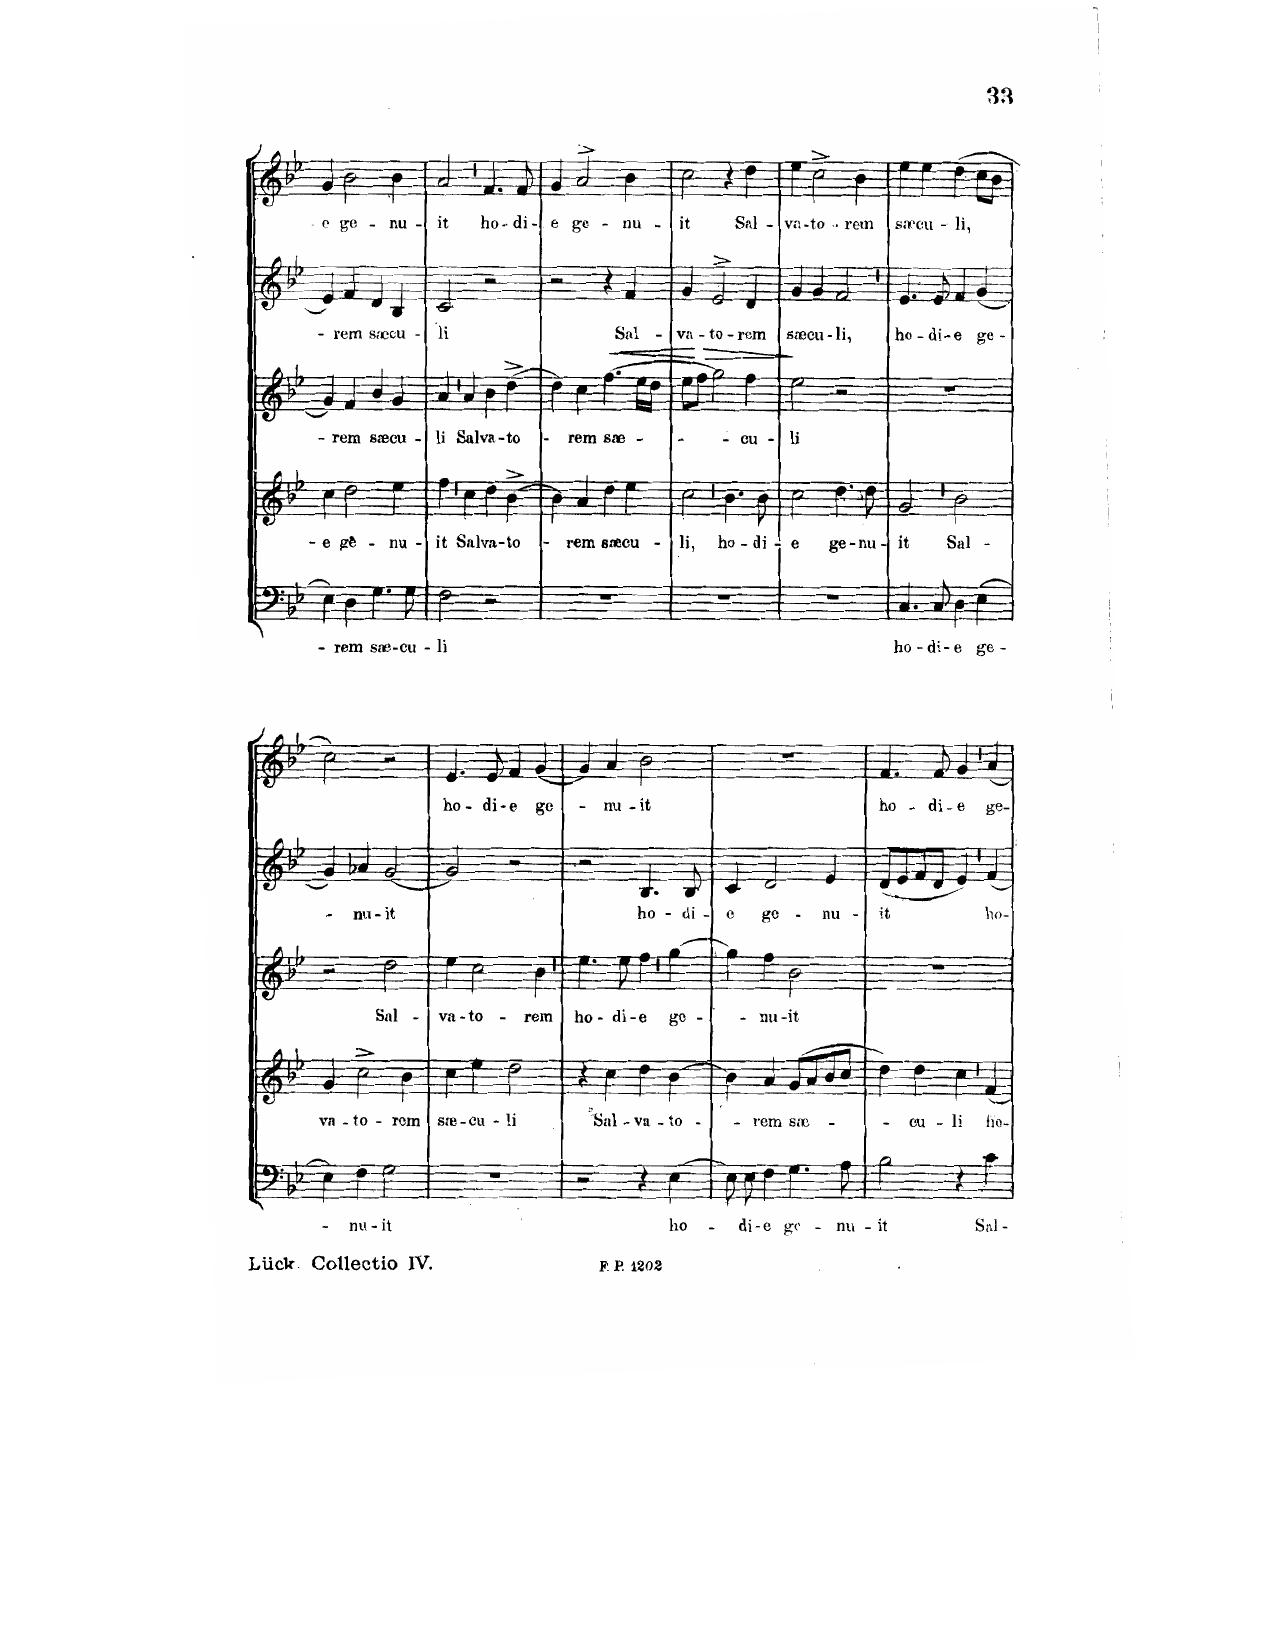 33
e ge - nu - it ho - di - e ge - nu - it Sal - va - to - rem sæcu - li,
- rem sæcu - li Sal - va - to - rem sæcu - li, ho - di - e ge -
- rem sæcu - li Salva - to - rem sæ - - - cu - li
- e ge - nu - it Salva - to - rem sæcu - li, ho - di - e ge - nu - it Sal -
- rem sæ - cu - li ho - di - e ge -
ho - di - e ge - nu - it ho - di - e ge -
- nu - it ho - di - e ge - nu - it ho -
Sal - va - to - rem ho - di - e ge - - nu - it
va - to - rem sæ - cu - li Sal - va - to - - rem sæ - - cu - li ho -
- nu - it ho - di - e ge - nu - it Sal -
Lück. Collectio IV. F. P. 1202